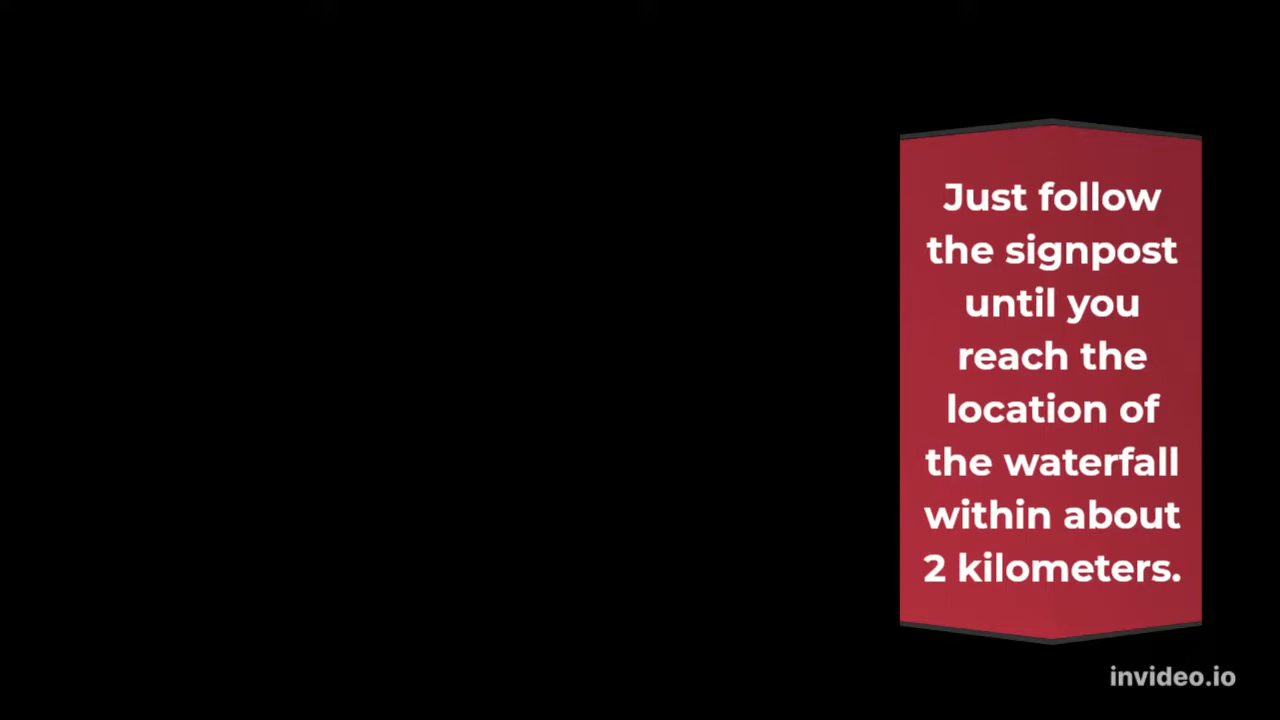 Just follow
the signpost
until you
reach the
location of
the waterfall
within about
2 kilometers.
invideo.io